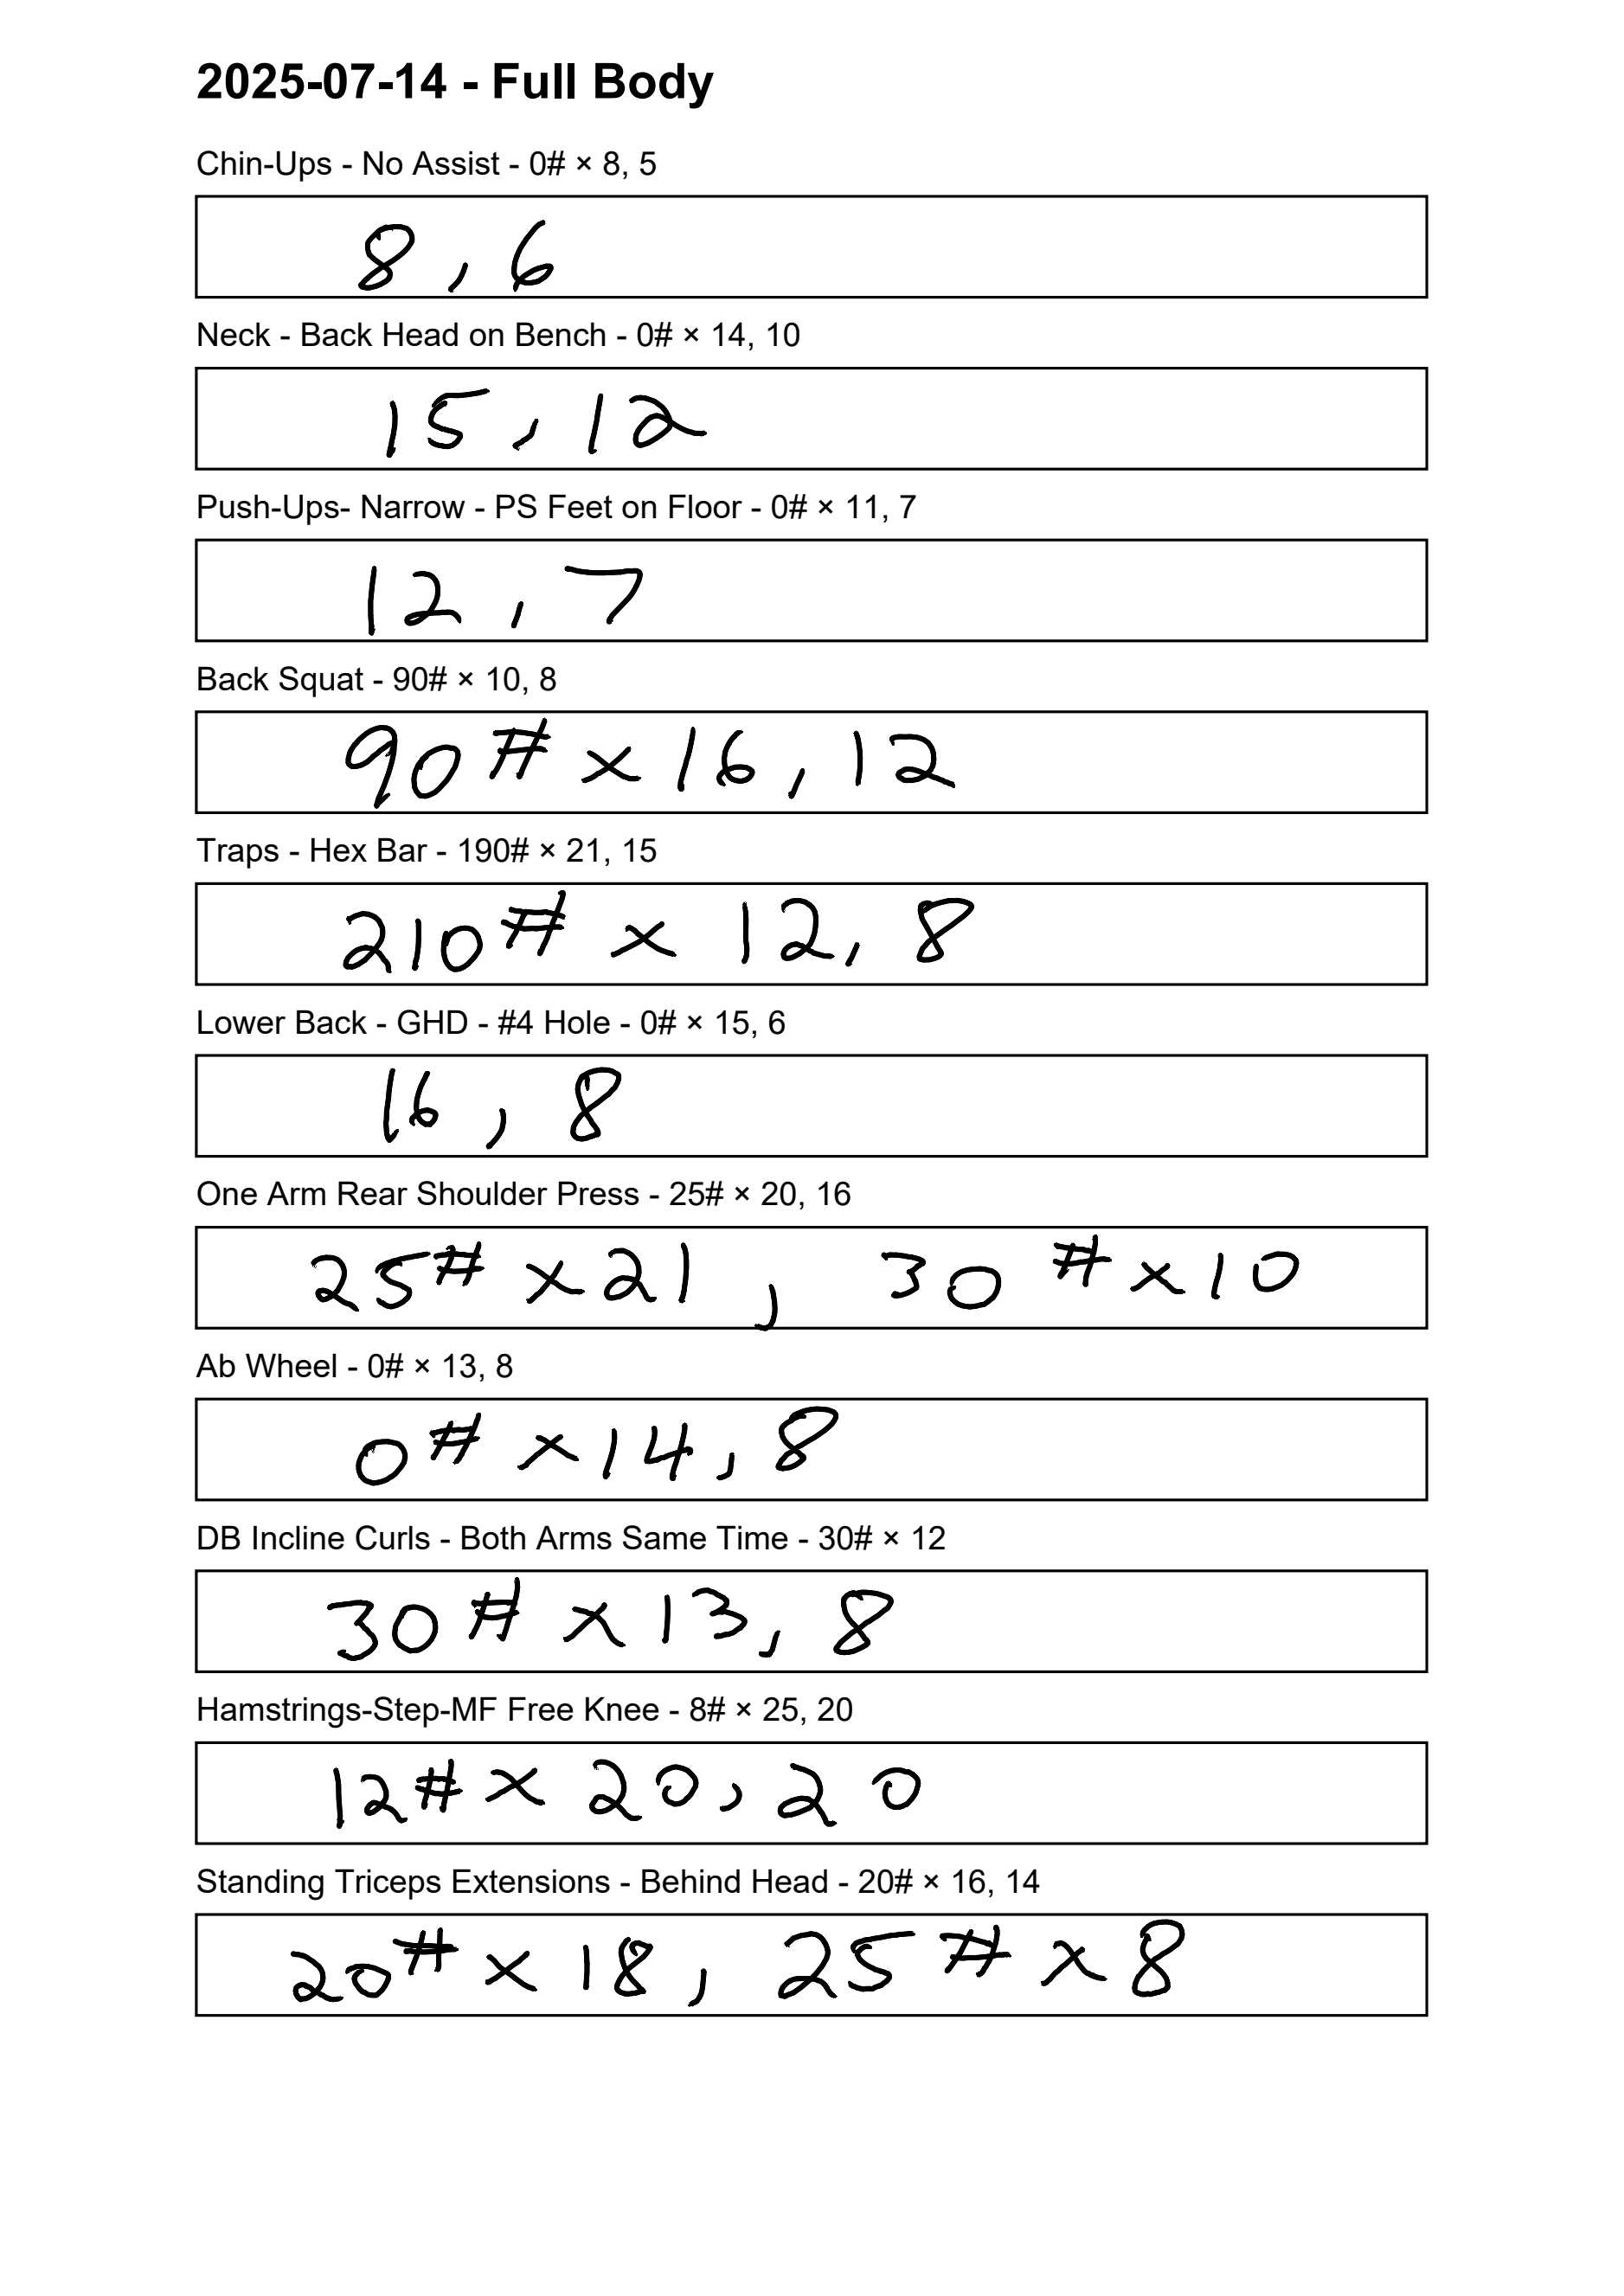 2025-07-14 - Full Body
Chin-Ups - No Assist - 0# × 8, 5
8, 6
Neck - Back Head on Bench - 0# × 14, 10
15, 12
Push-Ups- Narrow - PS Feet on Floor - 0# × 11, 7
12, 7
Back Squat - 90# × 10, 8
90# × 16, 12
Traps - Hex Bar - 190# × 21, 15
210# × 12, 8
Lower Back - GHD - #4 Hole - 0# × 15, 6
16, 8
One Arm Rear Shoulder Press - 25# × 20, 16
25# × 21, 30# × 10
Ab Wheel - 0# × 13, 8
0# × 14, 8
DB Incline Curls - Both Arms Same Time - 30# × 12
30# × 13, 8
Hamstrings-Step-MF Free Knee - 8# × 25, 20
12# × 20, 20
Standing Triceps Extensions - Behind Head - 20# × 16, 14
20# × 18, 25# × 8